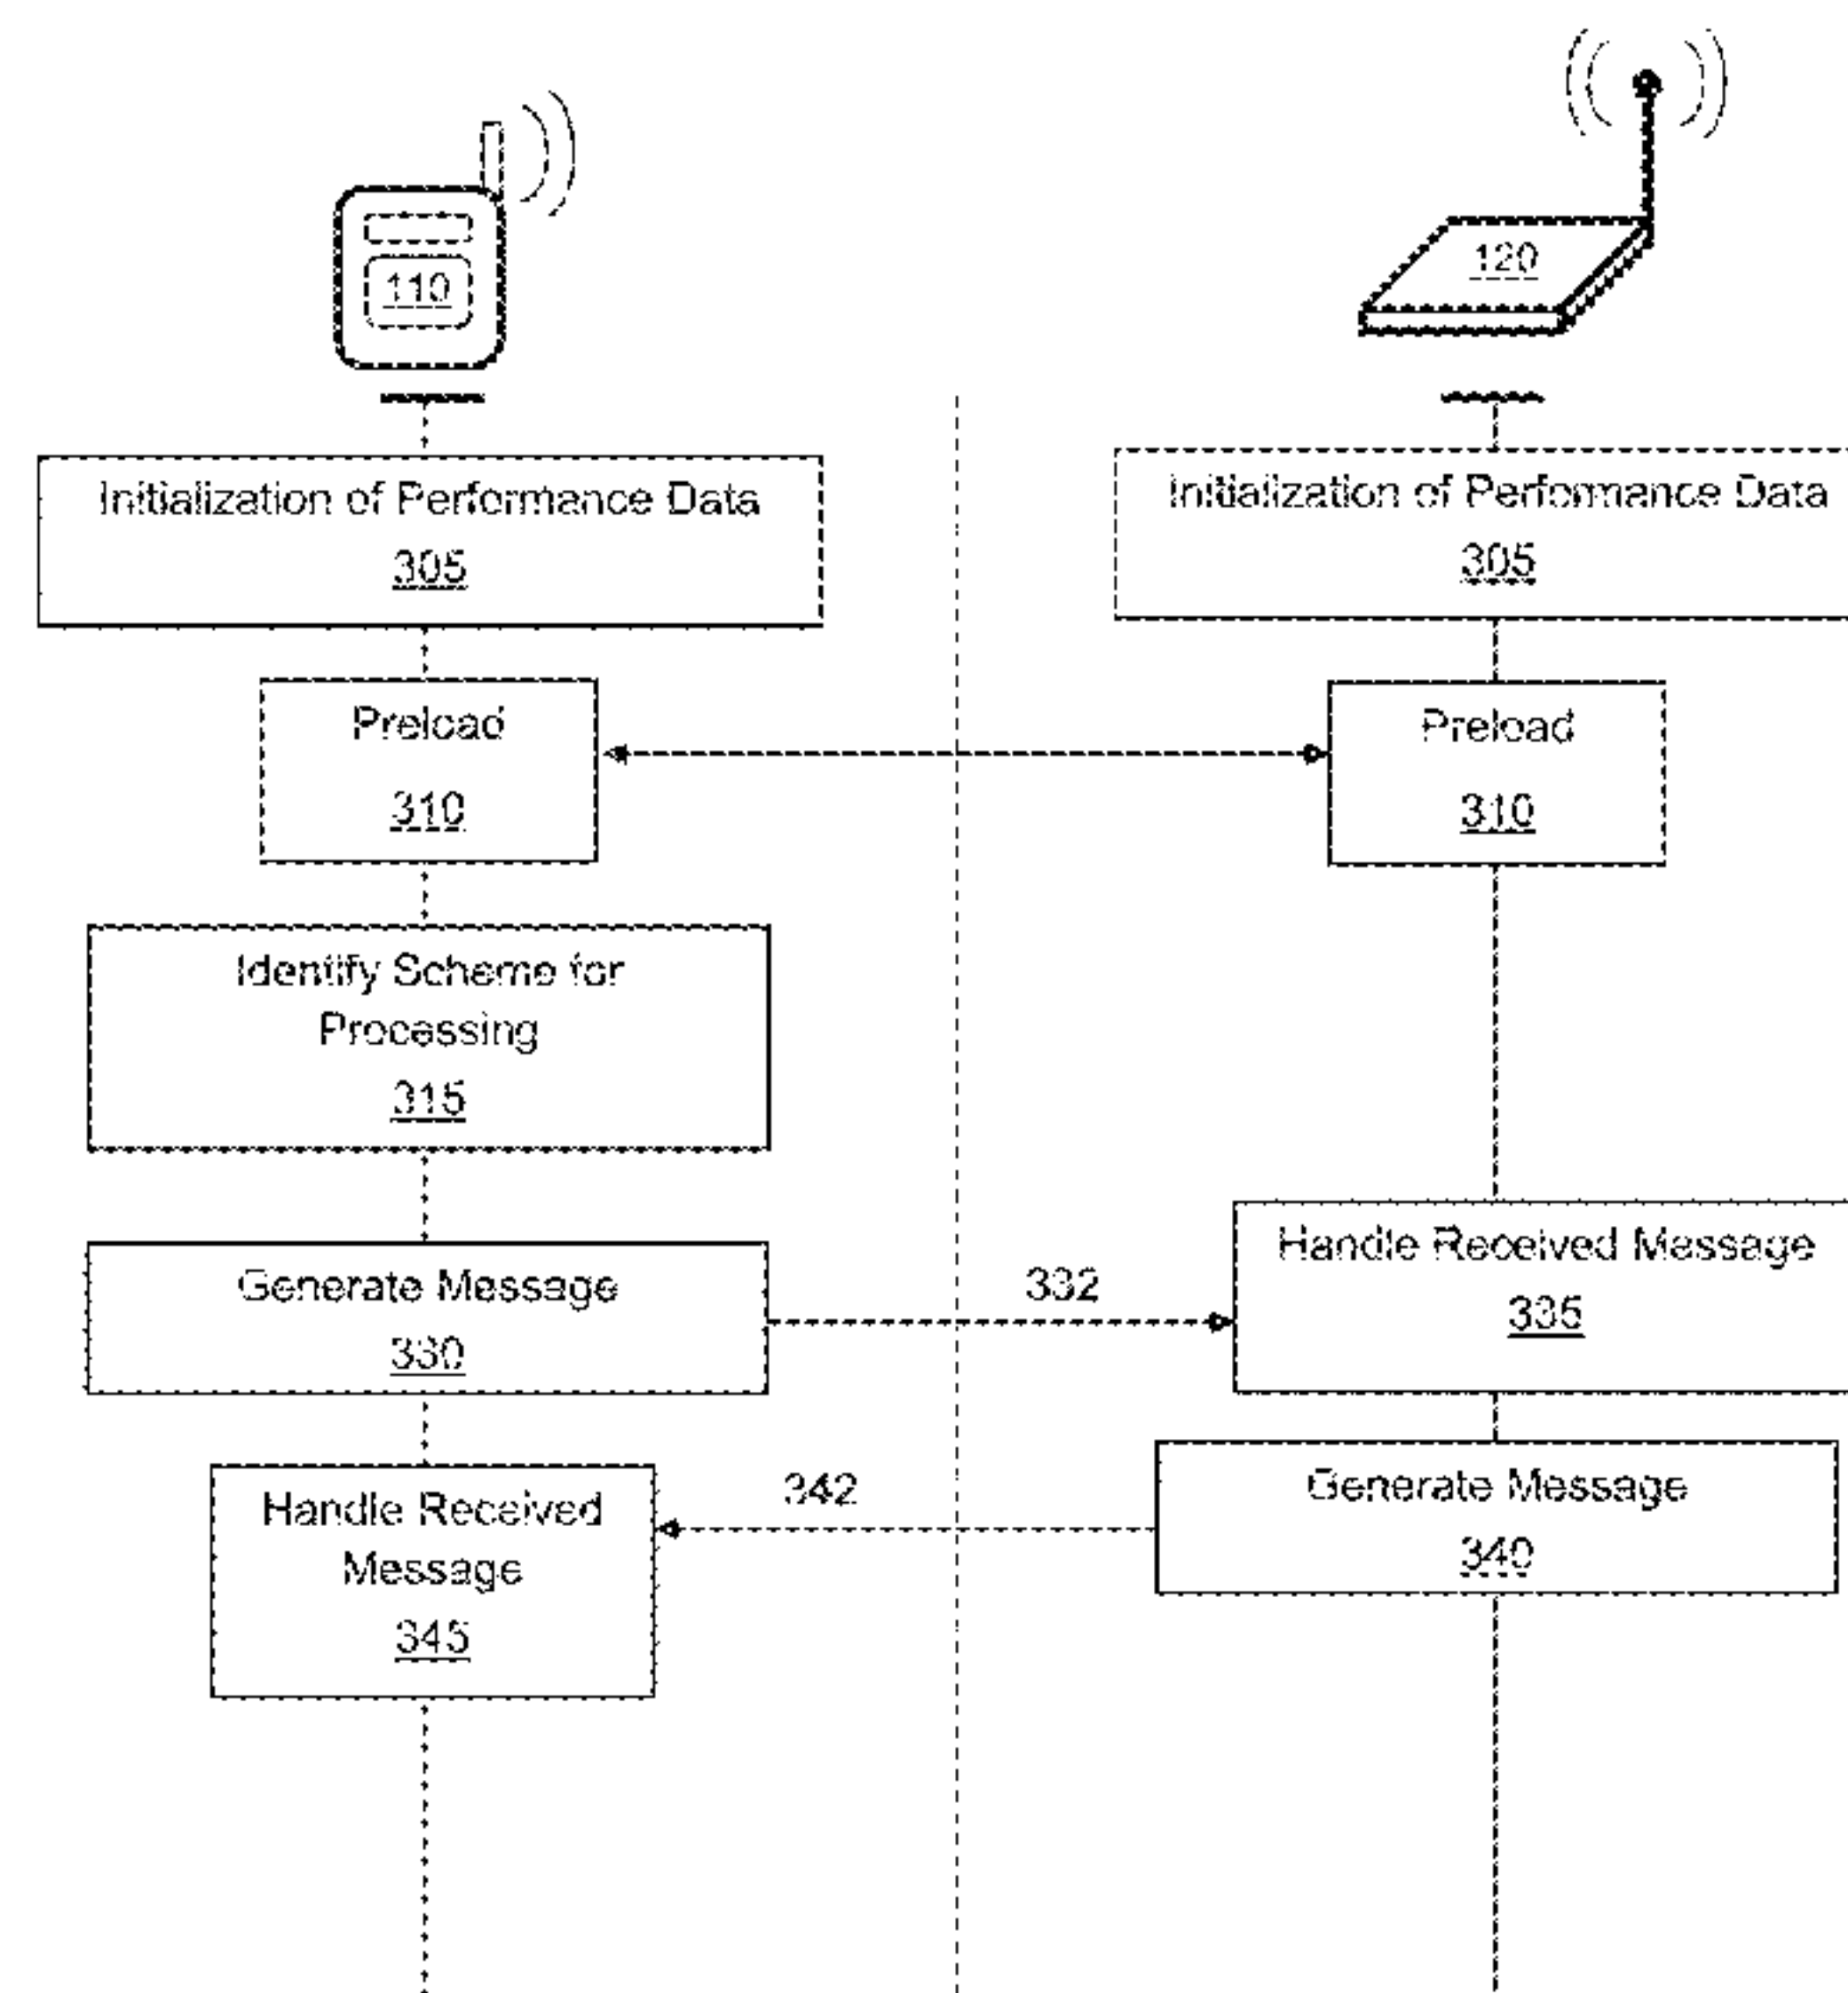 110
120
Initialization of Performance Data
305
Initialization of Performance Data
305
Preload
310
Preload
310
Identify Scheme for
Processing
315
Generate Message
330
332
Handle Received Message
335
Generate Message
340
342
Handle Received
Message
345